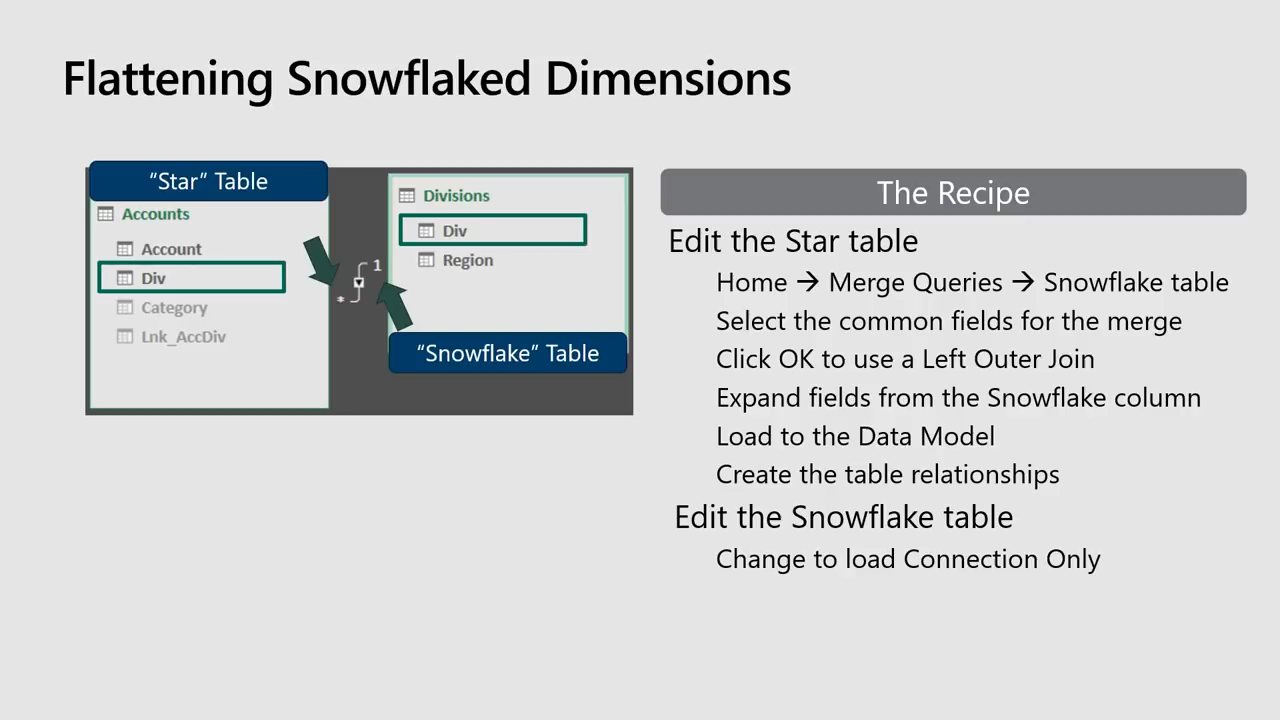 Flattening Snowflaked Dimensions
“Star” Table
Accounts
Account
Div
Category
Lnk_AccDiv
1
*
Divisions
Div
Region
“Snowflake” Table
The Recipe
Edit the Star table
Home → Merge Queries → Snowflake table
Select the common fields for the merge
Click OK to use a Left Outer Join
Expand fields from the Snowflake column
Load to the Data Model
Create the table relationships
Edit the Snowflake table
Change to load Connection Only